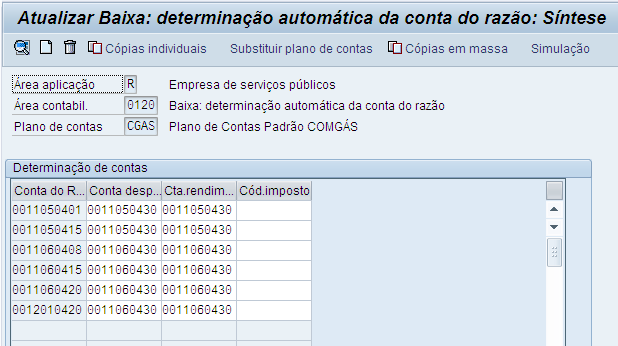 Atualizar Baixa: determinação automática da conta do razão: Síntese
Cópias individuais Substituir plano de contas Cópias em massa Simulação
Área aplicação R Empresa de serviços públicos
Área contabil. 0120 Baixa: determinação automática da conta do razão
Plano de contas CGAS Plano de Contas Padrão COMGÁS
Determinação de contas
Conta do R... Conta desp... Cta.rendim... Cód.imposto
0011050401 0011050430 0011050430
0011050415 0011050430 0011050430
0011060408 0011060430 0011060430
0011060415 0011060430 0011060430
0011060420 0011060430 0011060430
0012010420 0011060430 0011060430